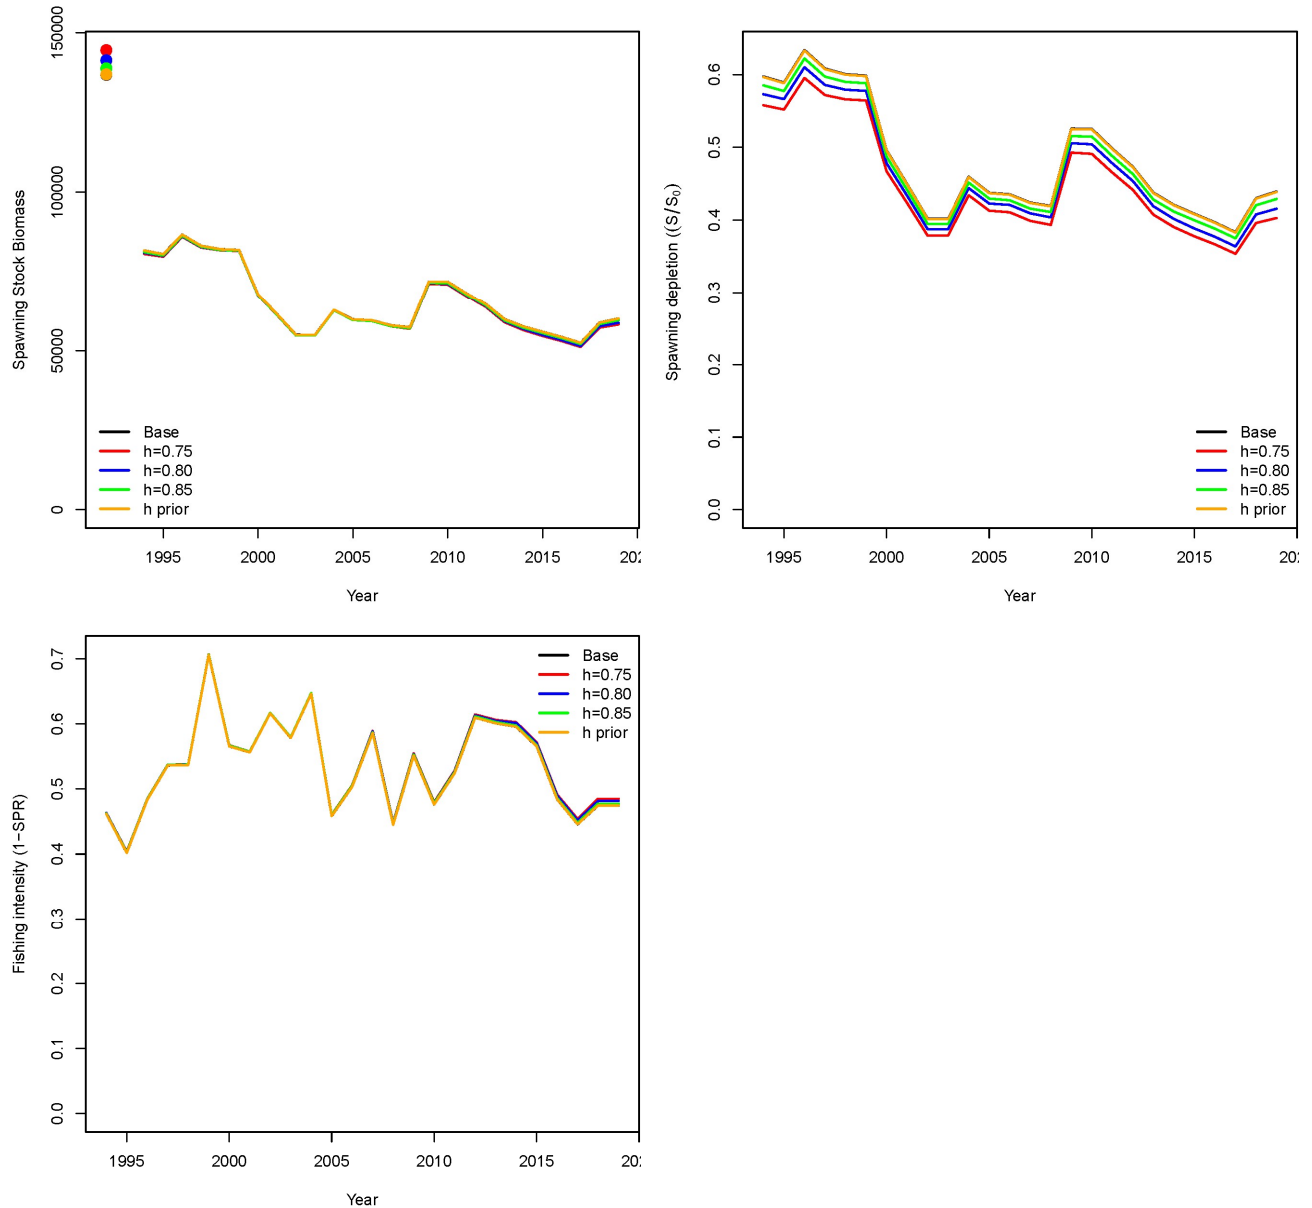 Spawning Stock Biomass
150000
100000
50000
0
Base
h=0.75
h=0.80
h=0.85
h prior
1995 2000 2005 2010 2015 202
Year
Spawning depletion ((S/S₀)
0.6
0.5
0.4
0.3
0.2
0.1
0.0
Base
h=0.75
h=0.80
h=0.85
h prior
1995 2000 2005 2010 2015 202
Year
Fishing intensity (1−SPR)
0.7
0.6
0.5
0.4
0.3
0.2
0.1
0.0
Base
h=0.75
h=0.80
h=0.85
h prior
1995 2000 2005 2010 2015 202
Year